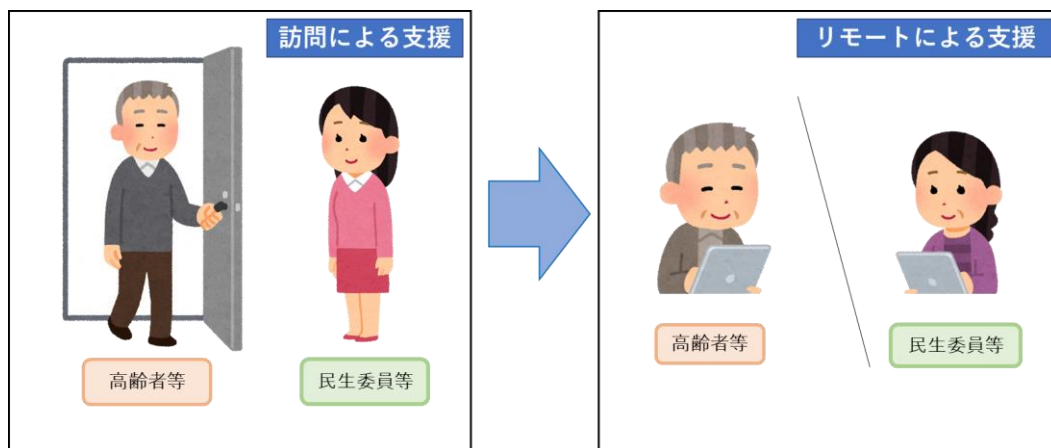 訪問による支援
高齢者等
民生委員等
リモートによる支援
高齢者等
民生委員等